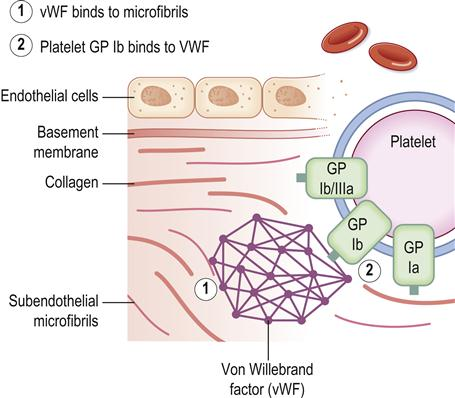 1 vWF binds to microfibrils
2 Platelet GP Ib binds to VWF
Endothelial cells
Basement
membrane
Platelet
Collagen
GP
Ib/IIIa
GP
Ib
GP
Ia
1
2
Subendothelial
microfibrils
Von Willebrand
factor (vWF)